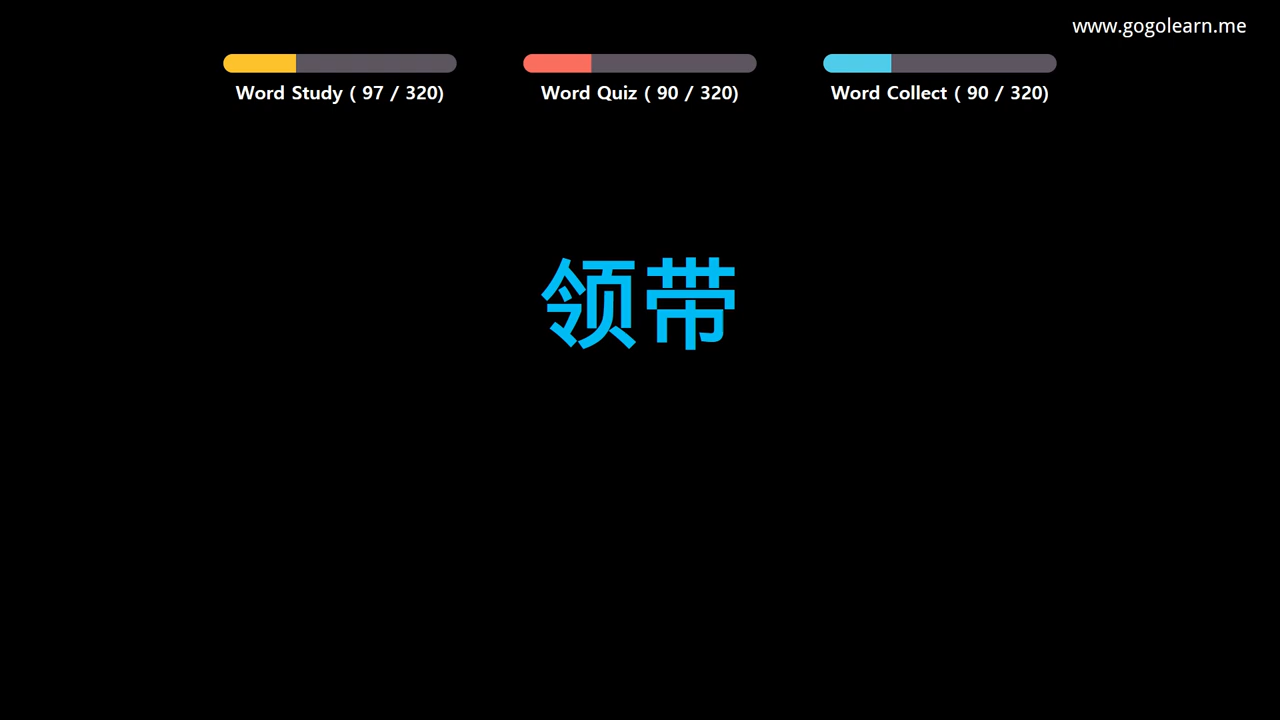 www.gogolearn.me
Word Study ( 97 / 320)
Word Quiz ( 90 / 320)
Word Collect ( 90 / 320)
领带